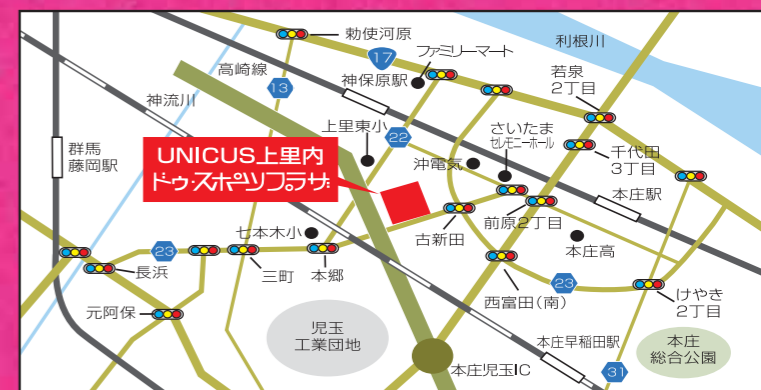 勅使河原
利根川
17
ファミリーマート
高崎線
神保原駅
若泉
2丁目
13
神流川
上里東小
22
さいたま
セレモニーホール
千代田
3丁目
群馬
藤岡駅
UNICUS上里内
ドゥ・スポーツプラザ
沖電気
本庄駅
前原2丁目
古新田
七本木小
本庄高
23
長浜
三町
本郷
西富田(南)
23
けやき
2丁目
元阿保
児玉
工業団地
本庄早稲田駅
本庄
総合公園
本庄児玉IC
31